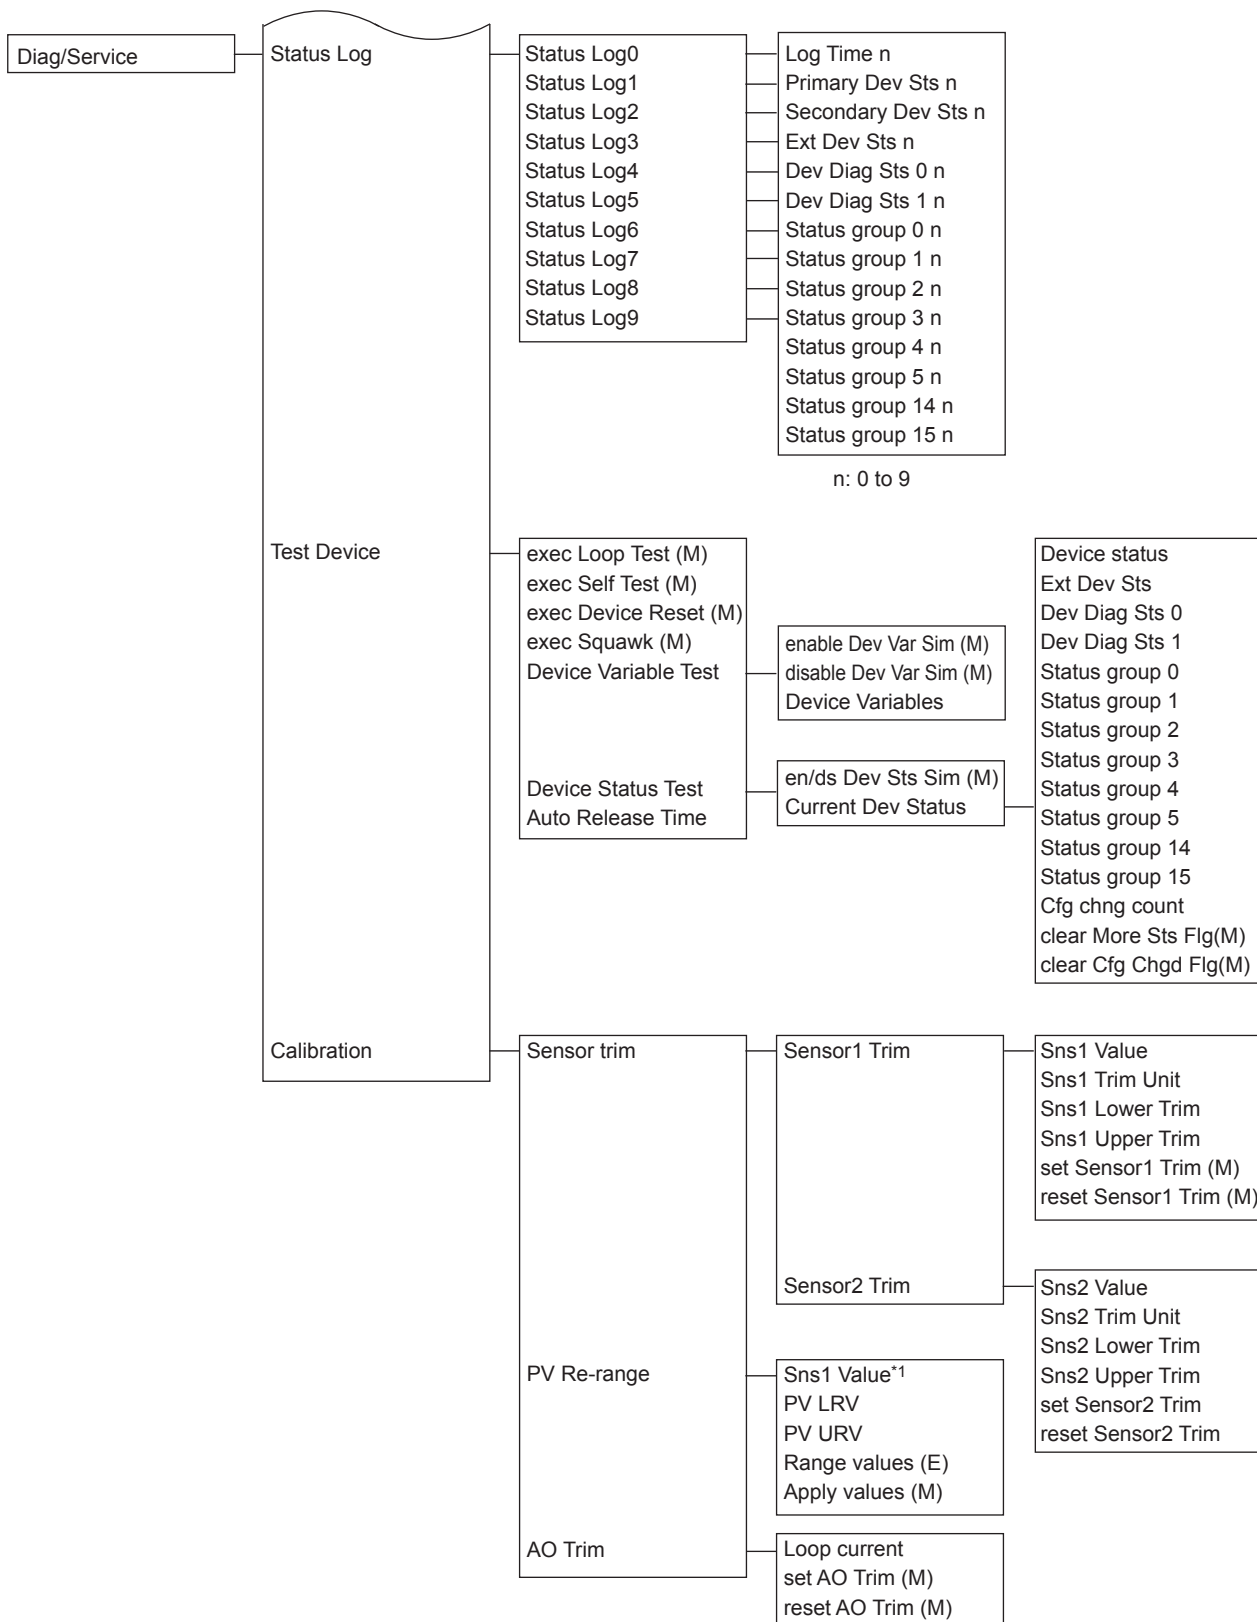 Diag/Service
Status Log
Status Log0
Status Log1
Status Log2
Status Log3
Status Log4
Status Log5
Status Log6
Status Log7
Status Log8
Status Log9
Log Time n
Primary Dev Sts n
Secondary Dev Sts n
Ext Dev Sts n
Dev Diag Sts 0 n
Dev Diag Sts 1 n
Status group 0 n
Status group 1 n
Status group 2 n
Status group 3 n
Status group 4 n
Status group 5 n
Status group 14 n
Status group 15 n
n: 0 to 9
Test Device
exec Loop Test (M)
exec Self Test (M)
exec Device Reset (M)
exec Squawk (M)
Device Variable Test
Device Status Test
Auto Release Time
enable Dev Var Sim (M)
disable Dev Var Sim (M)
Device Variables
en/ds Dev Sts Sim (M)
Current Dev Status
Device status
Ext Dev Sts
Dev Diag Sts 0
Dev Diag Sts 1
Status group 0
Status group 1
Status group 2
Status group 3
Status group 4
Status group 5
Status group 14
Status group 15
Cfg chng count
clear More Sts Flg(M)
clear Cfg Chgd Flg(M)
Calibration
Sensor trim
Sensor1 Trim
Sns1 Value
Sns1 Trim Unit
Sns1 Lower Trim
Sns1 Upper Trim
set Sensor1 Trim (M)
reset Sensor1 Trim (M)
Sensor2 Trim
Sns2 Value
Sns2 Trim Unit
Sns2 Lower Trim
Sns2 Upper Trim
set Sensor2 Trim
reset Sensor2 Trim
PV Re-range
Sns1 Value*1
PV LRV
PV URV
Range values (E)
Apply values (M)
AO Trim
Loop current
set AO Trim (M)
reset AO Trim (M)